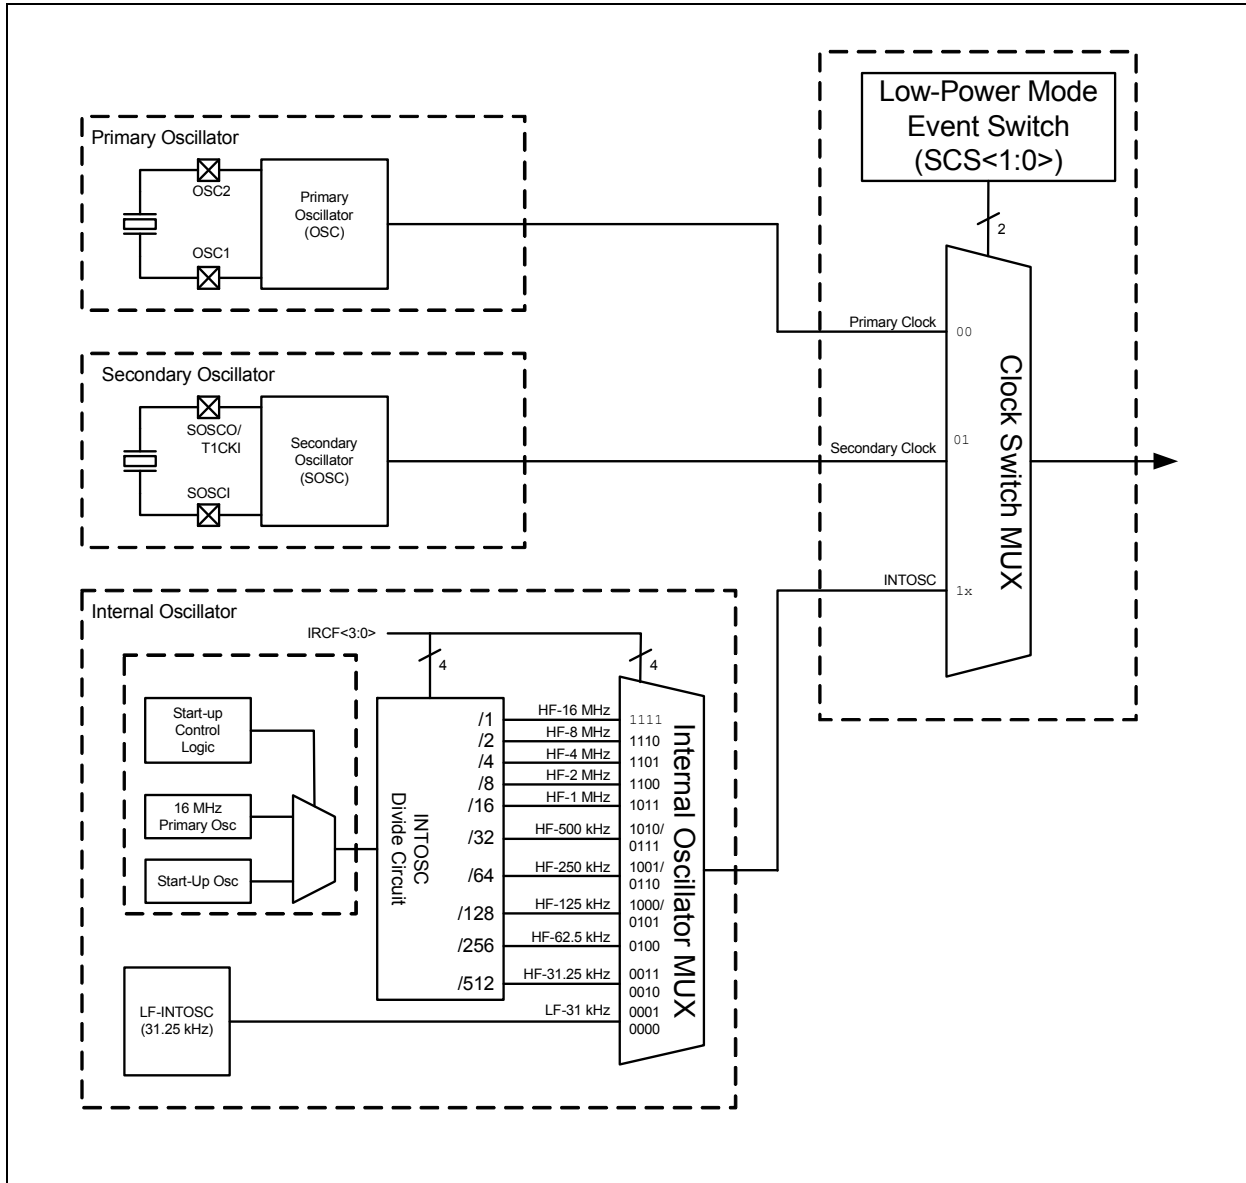 Low-Power Mode
Event Switch
(SCS<1:0>)
2
Primary Oscillator
OSC2
OSC1
Primary
Oscillator
(OSC)
Primary Clock
00
Secondary Oscillator
SOSCO/
T1CKI
SOSCI
Secondary
Oscillator
(SOSC)
Secondary Clock
01
INTOSC
1x
Clock Switch MUX
Internal Oscillator
IRCF<3:0>
4
4
Start-up
Control
Logic
16 MHz
Primary Osc
Start-Up Osc
INTOSC
Divide Circuit
/1
/2
/4
/8
/16
/32
/64
/128
/256
/512
HF-16 MHz
HF-8 MHz
HF-4 MHz
HF-2 MHz
HF-1 MHz
HF-500 kHz
HF-250 kHz
HF-125 kHz
HF-62.5 kHz
HF-31.25 kHz
LF-31 kHz
1111
1110
1101
1100
1011
1010/
0111
1001/
0110
1000/
0101
0100
0011
0010
0001
0000
Internal Oscillator MUX
LF-INTOSC
(31.25 kHz)